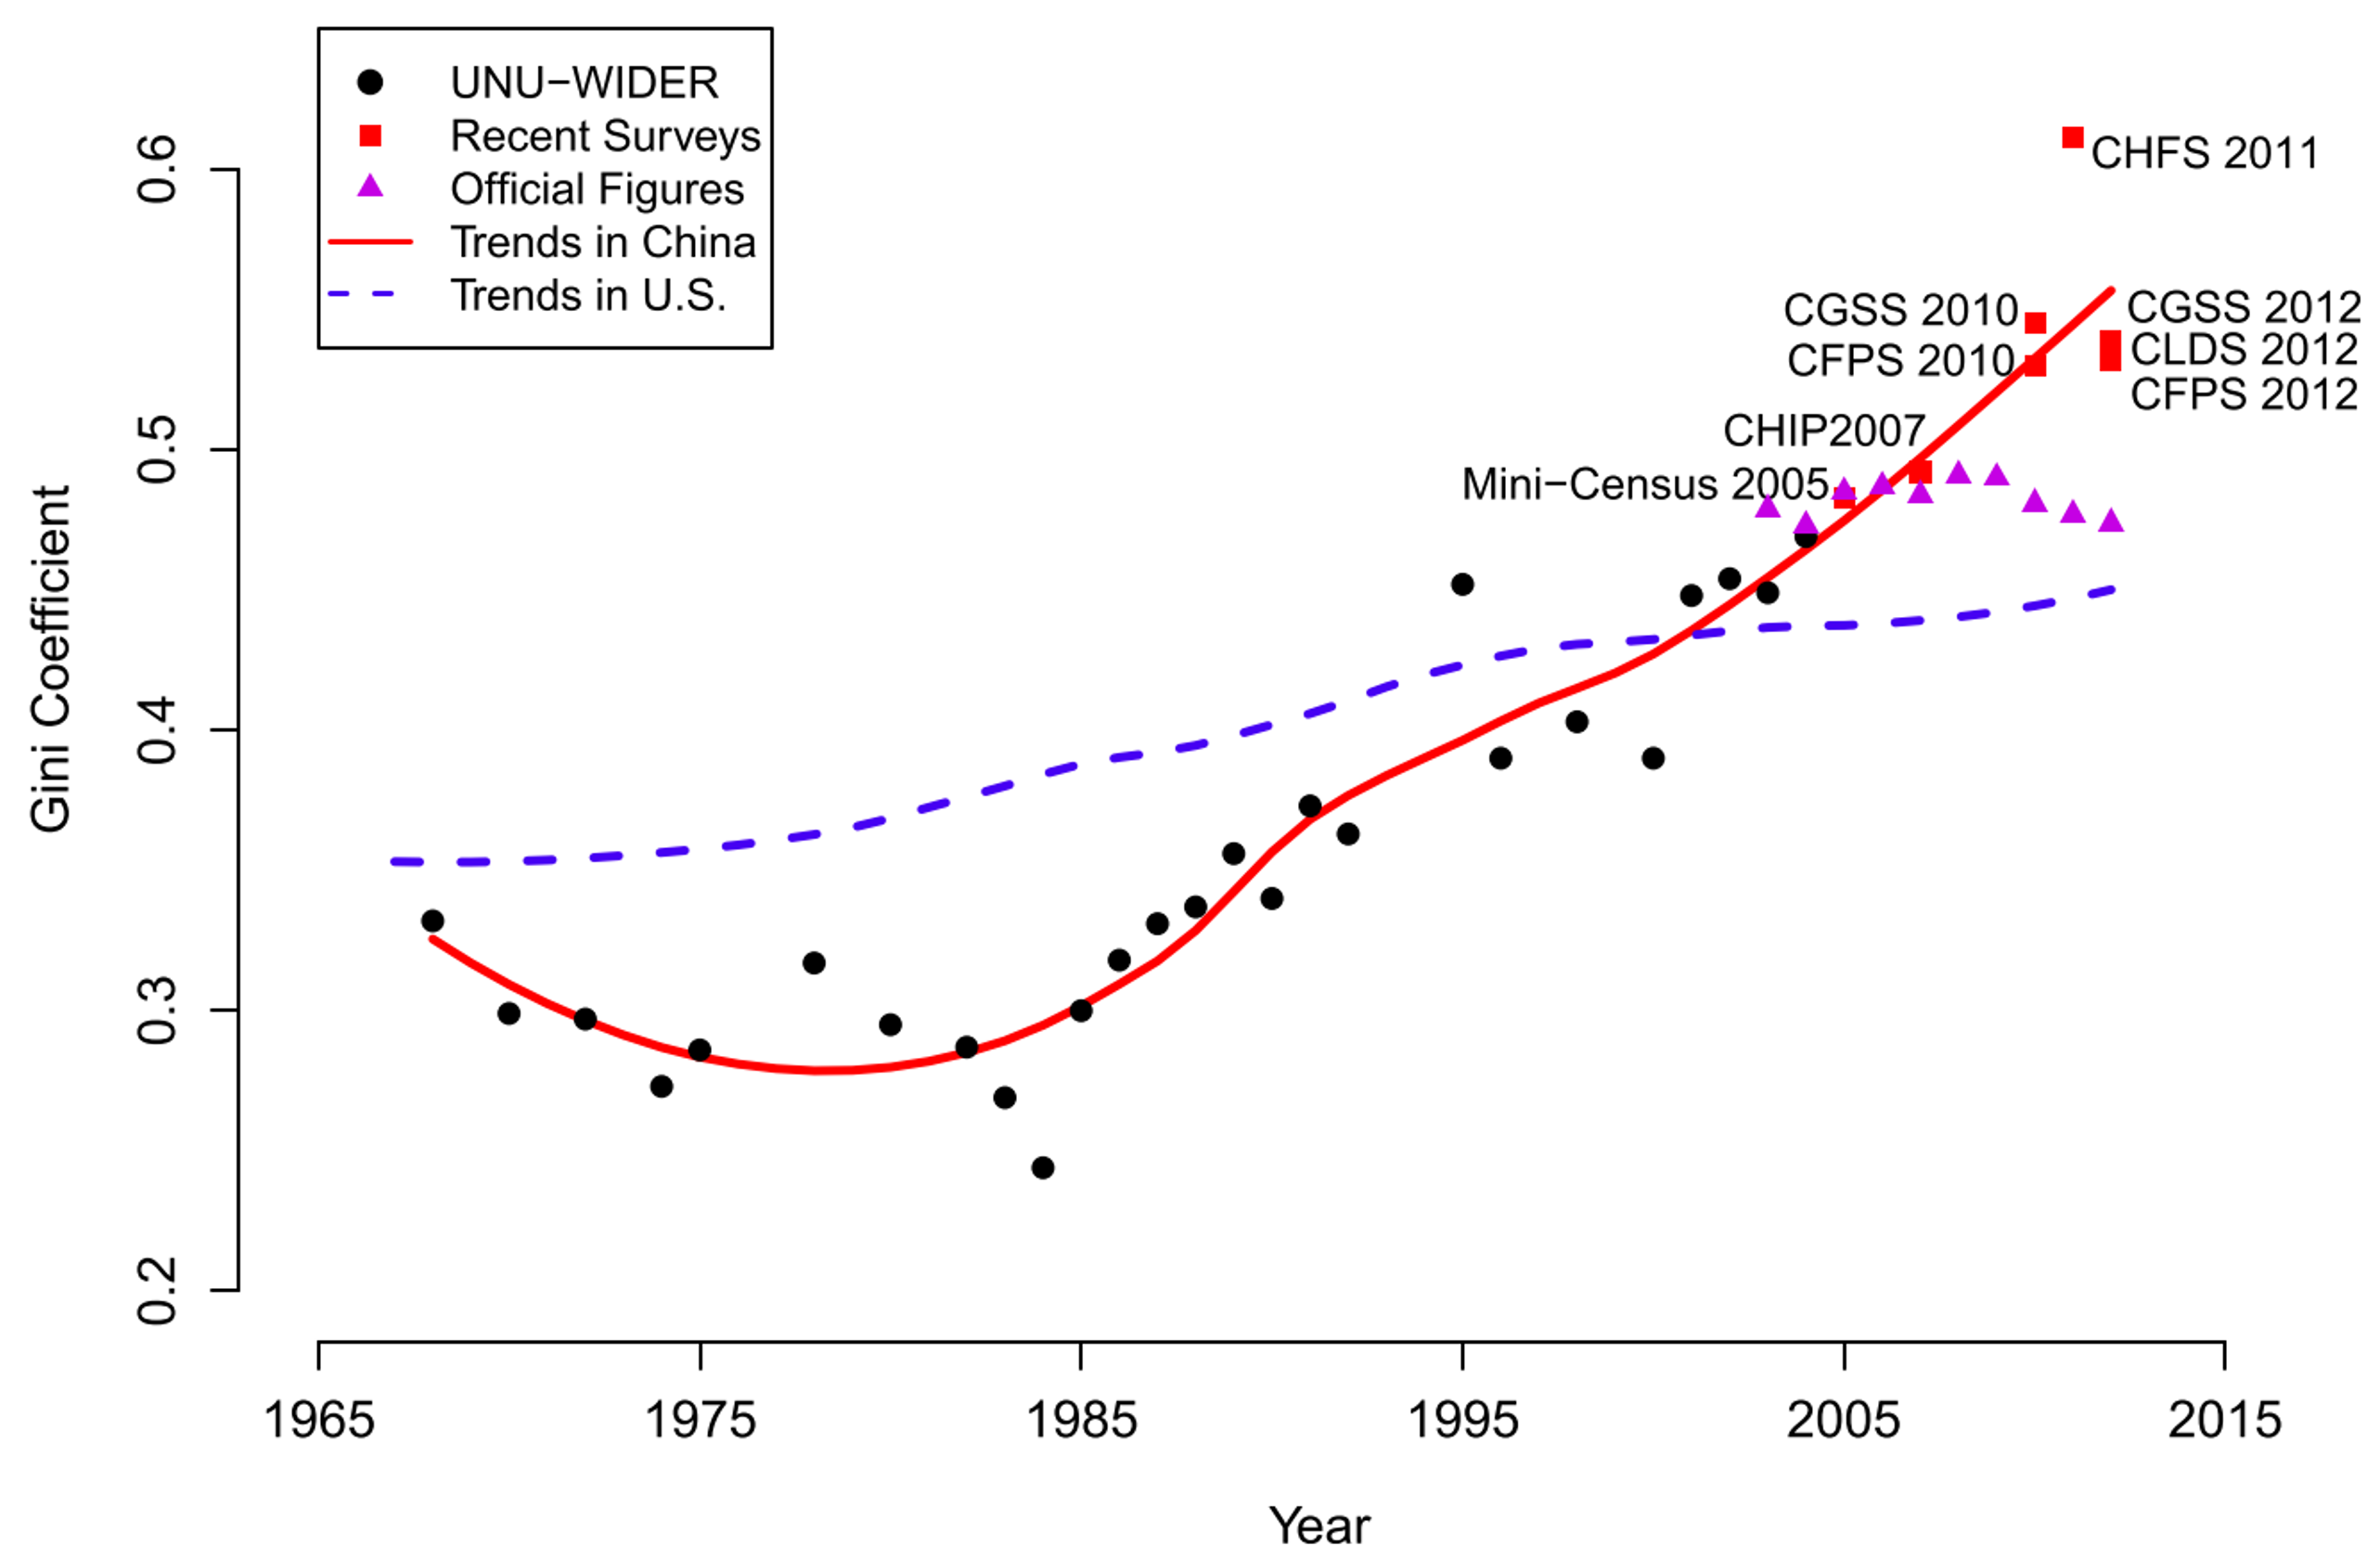 UNU−WIDER
Recent Surveys
Official Figures
Trends in China
Trends in U.S.
CHFS 2011
CGSS 2010
CGSS 2012
CFPS 2010
CLDS 2012
CFPS 2012
CHIP2007
Mini−Census 2005
Gini Coefficient
0.6
0.5
0.4
0.3
0.2
1965
1975
1985
1995
2005
2015
Year